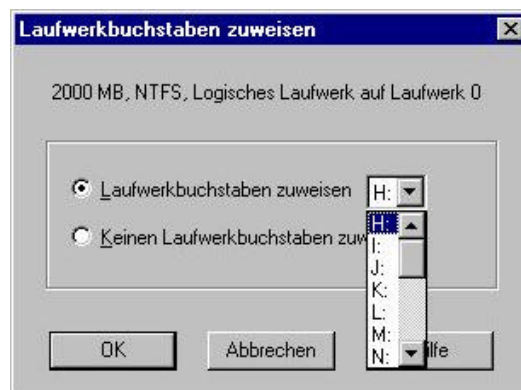 Laufwerkbuchstaben zuweisen
2000 MB, NTFS, Logisches Laufwerk auf Laufwerk 0
Laufwerkbuchstaben zuweisen H:
Keinen Laufwerkbuchstaben zuw
H:
I:
J:
K:
L:
M:
N:
OK Abbrechen ilfe